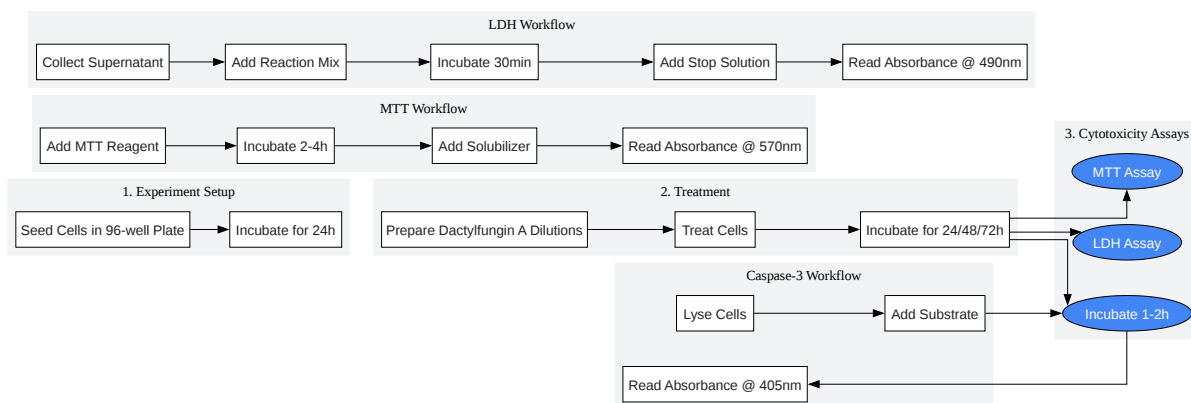 LDH Workflow
Collect Supernatant
Add Reaction Mix
Incubate 30min
Add Stop Solution
Read Absorbance @ 490nm
MTT Workflow
Add MTT Reagent
Incubate 2-4h
Add Solubilizer
Read Absorbance @ 570nm
1. Experiment Setup
Seed Cells in 96-well Plate
Incubate for 24h
2. Treatment
Prepare Dactylfungin A Dilutions
Treat Cells
Incubate for 24/48/72h
3. Cytotoxicity Assays
MTT Assay
LDH Assay
Incubate 1-2h
Caspase-3 Workflow
Lyse Cells
Add Substrate
Read Absorbance @ 405nm